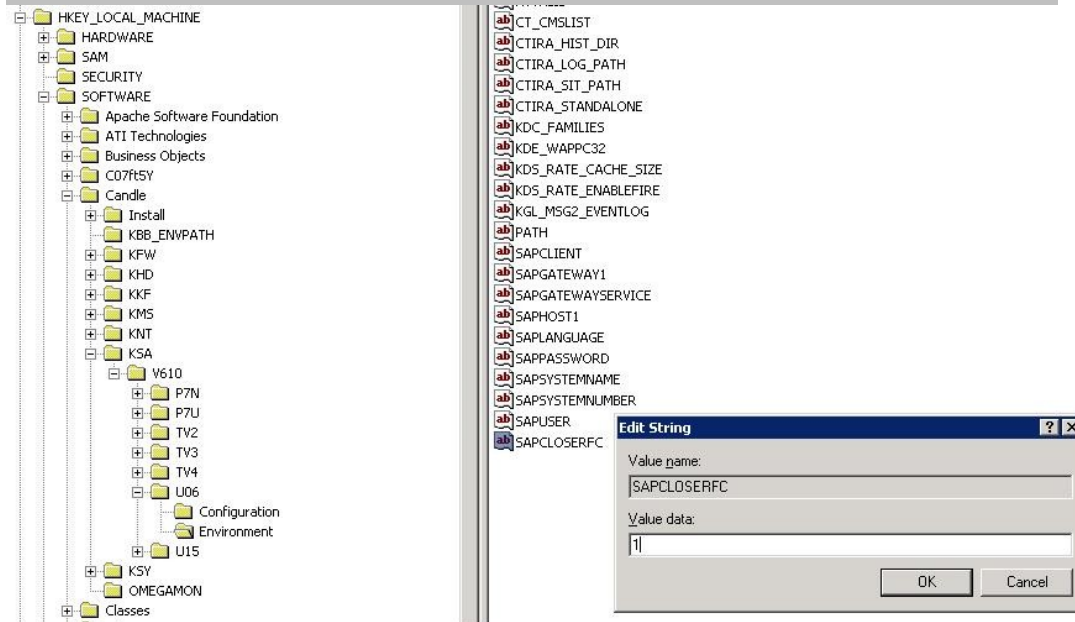 HKEY_LOCAL_MACHINE
HARDWARE
SAM
SECURITY
SOFTWARE
Apache Software Foundation
ATI Technologies
Business Objects
C07ft5Y
Candle
Install
KBB_ENVPATH
KFW
KHD
KKF
KMS
KNT
KSA
V610
P7N
P7U
TV2
TV3
TV4
U06
Configuration
Environment
U15
KSY
OMEGAMON
Classes
CT_CMSLIST
CTIRA_HIST_DIR
CTIRA_LOG_PATH
CTIRA_SIT_PATH
CTIRA_STANDALONE
KDC_FAMILIES
KDE_WAPPC32
KDS_RATE_CACHE_SIZE
KDS_RATE_ENABLEFIRE
KGL_MSG2_EVENTLOG
PATH
SAPCLIENT
SAPGATEWAY1
SAPGATEWAYSERVICE
SAPHOST1
SAPLANGUAGE
SAPPASSWORD
SAPSYSTEMNAME
SAPSYSTEMNUMBER
SAPUSER
SAPCLOSERFC
Edit String
Value name:
SAPCLOSERFC
Value data:
1
OK Cancel